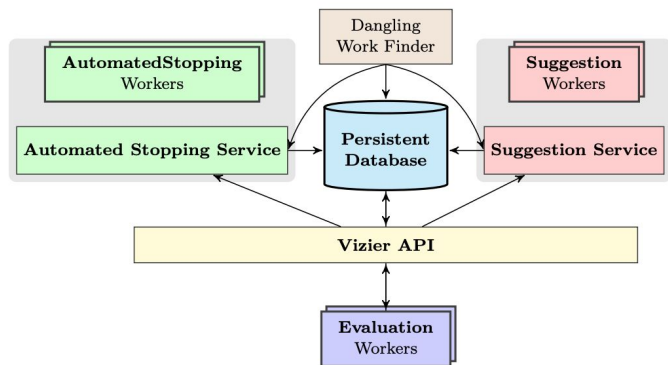 Dangling
Work Finder
AutomatedStopping
Workers
Suggestion
Workers
Automated Stopping Service
Persistent
Database
Suggestion Service
Vizier API
Evaluation
Workers